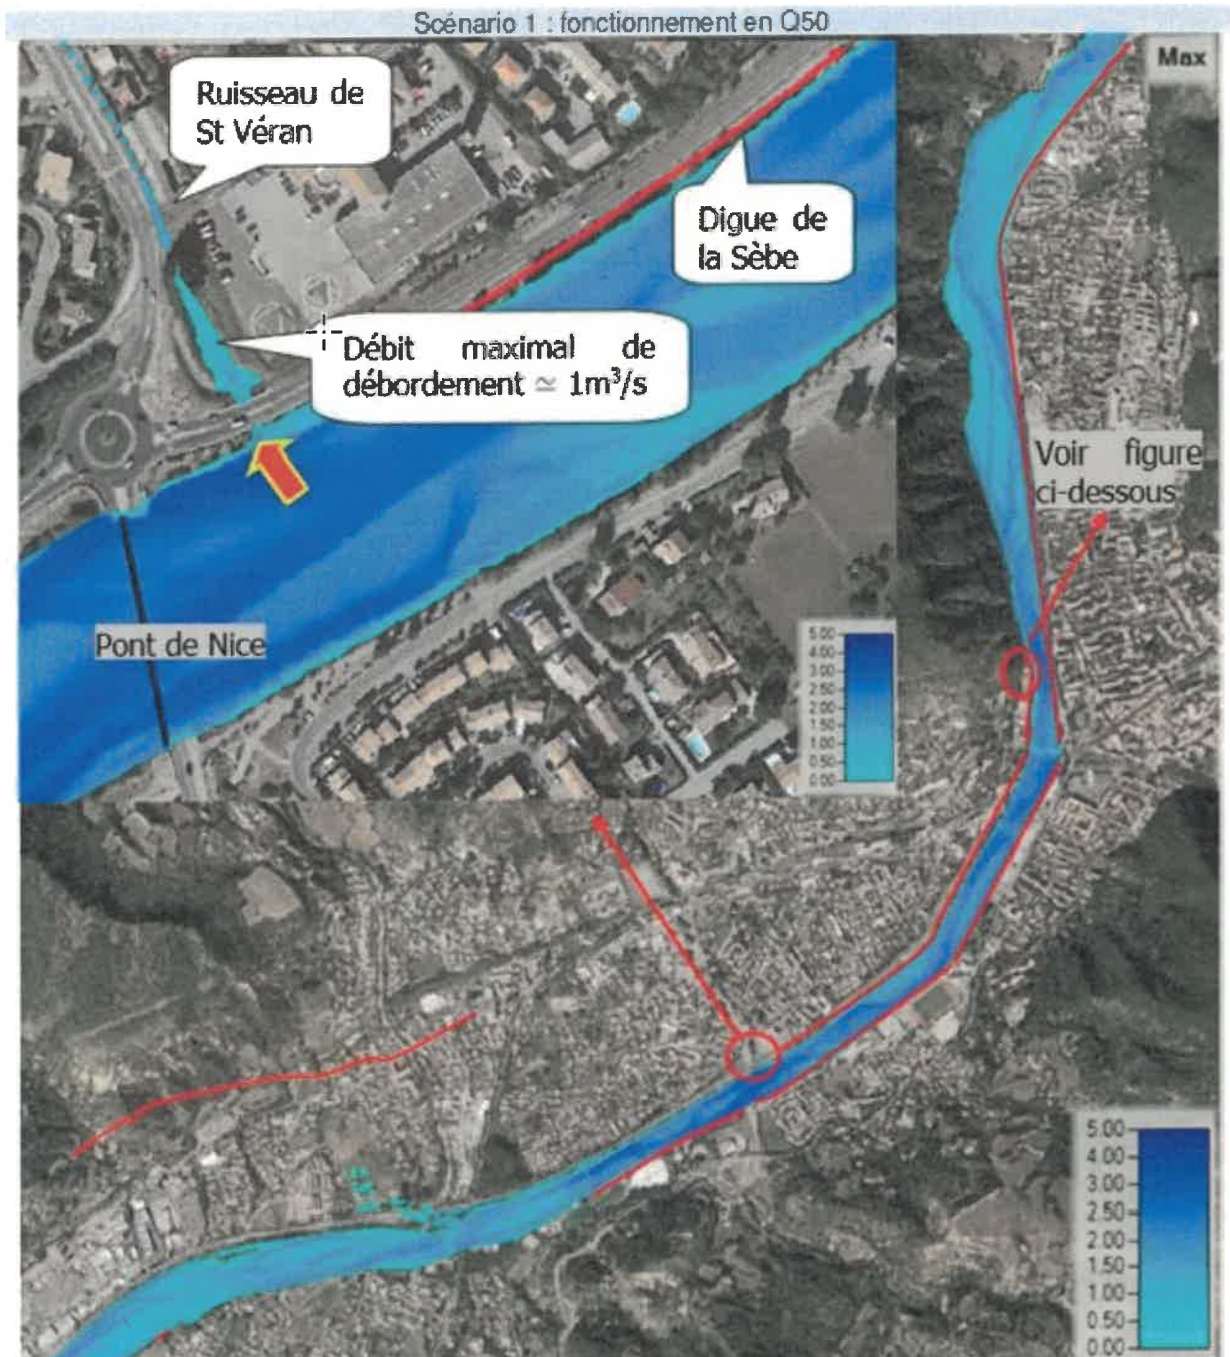 Scénario 1 : fonctionnement en Q50
Max
Ruisseau de
St Véran
Digue de
la Sèbe
Débit maximal de
débordement ≃ 1m³/s
Voir figure
ci-dessous
Pont de Nice
5.00
4.00
3.00
2.50
2.00
1.50
1.00
0.50
0.00
5.00
4.00
3.00
2.50
2.00
1.50
1.00
0.50
0.00